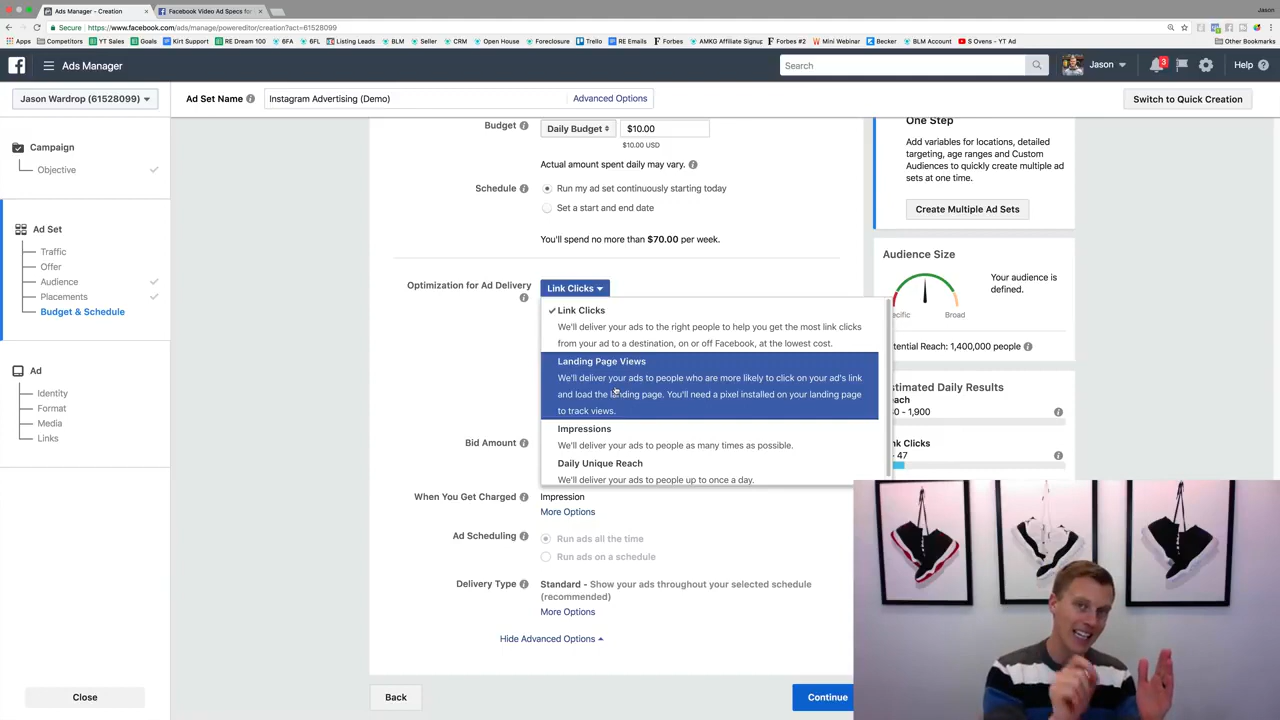 Ads Manager - Creation
Facebook Video Ad Specs for
Jason
Secure
https://www.facebook.com/ads/manage/powereditor/creation?act=61528099
Apps
Competitors
YT Sales
Goals
Kirt Support
RE Dream 100
6FA
6FL
Listing Leads
BLM
Seller
CRM
Open House
Foreclosure
Trello
RE Emails
Forbes
AMKG Affiliate Signup
Forbes #2
Mini Webinar
Becker
BLM Account
S Ovens - YT Ad
Other Bookmarks
Ads Manager
Search
Jason
3
Help
Jason Wardrop (61528099)
Ad Set Name
Instagram Advertising (Demo)
Advanced Options
Switch to Quick Creation
Campaign
Objective
Ad Set
Traffic
Offer
Audience
Placements
Budget & Schedule
Ad
Identity
Format
Media
Links
Close
Budget
Daily Budget
$10.00
$10.00 USD
Actual amount spent daily may vary.
Schedule
Run my ad set continuously starting today
Set a start and end date
You'll spend no more than $70.00 per week.
Optimization for Ad Delivery
Link Clicks
Link Clicks
We'll deliver your ads to the right people to help you get the most link clicks
from your ad to a destination, on or off Facebook, at the lowest cost.
Landing Page Views
We'll deliver your ads to people who are more likely to click on your ad's link
and load the landing page. You'll need a pixel installed on your landing page
to track views.
Impressions
We'll deliver your ads to people as many times as possible.
Daily Unique Reach
We'll deliver your ads to people up to once a day.
Bid Amount
When You Get Charged
Impression
More Options
Ad Scheduling
Run ads all the time
Run ads on a schedule
Delivery Type
Standard - Show your ads throughout your selected schedule
(recommended)
More Options
Hide Advanced Options
Back
Continue
One Step
Add variables for locations, detailed
targeting, age ranges and Custom
Audiences to quickly create multiple ad
sets at one time.
Create Multiple Ad Sets
Audience Size
Your audience is
defined.
Broad
1,400,000 people
Daily Results
- 1,900
Clicks
- 47